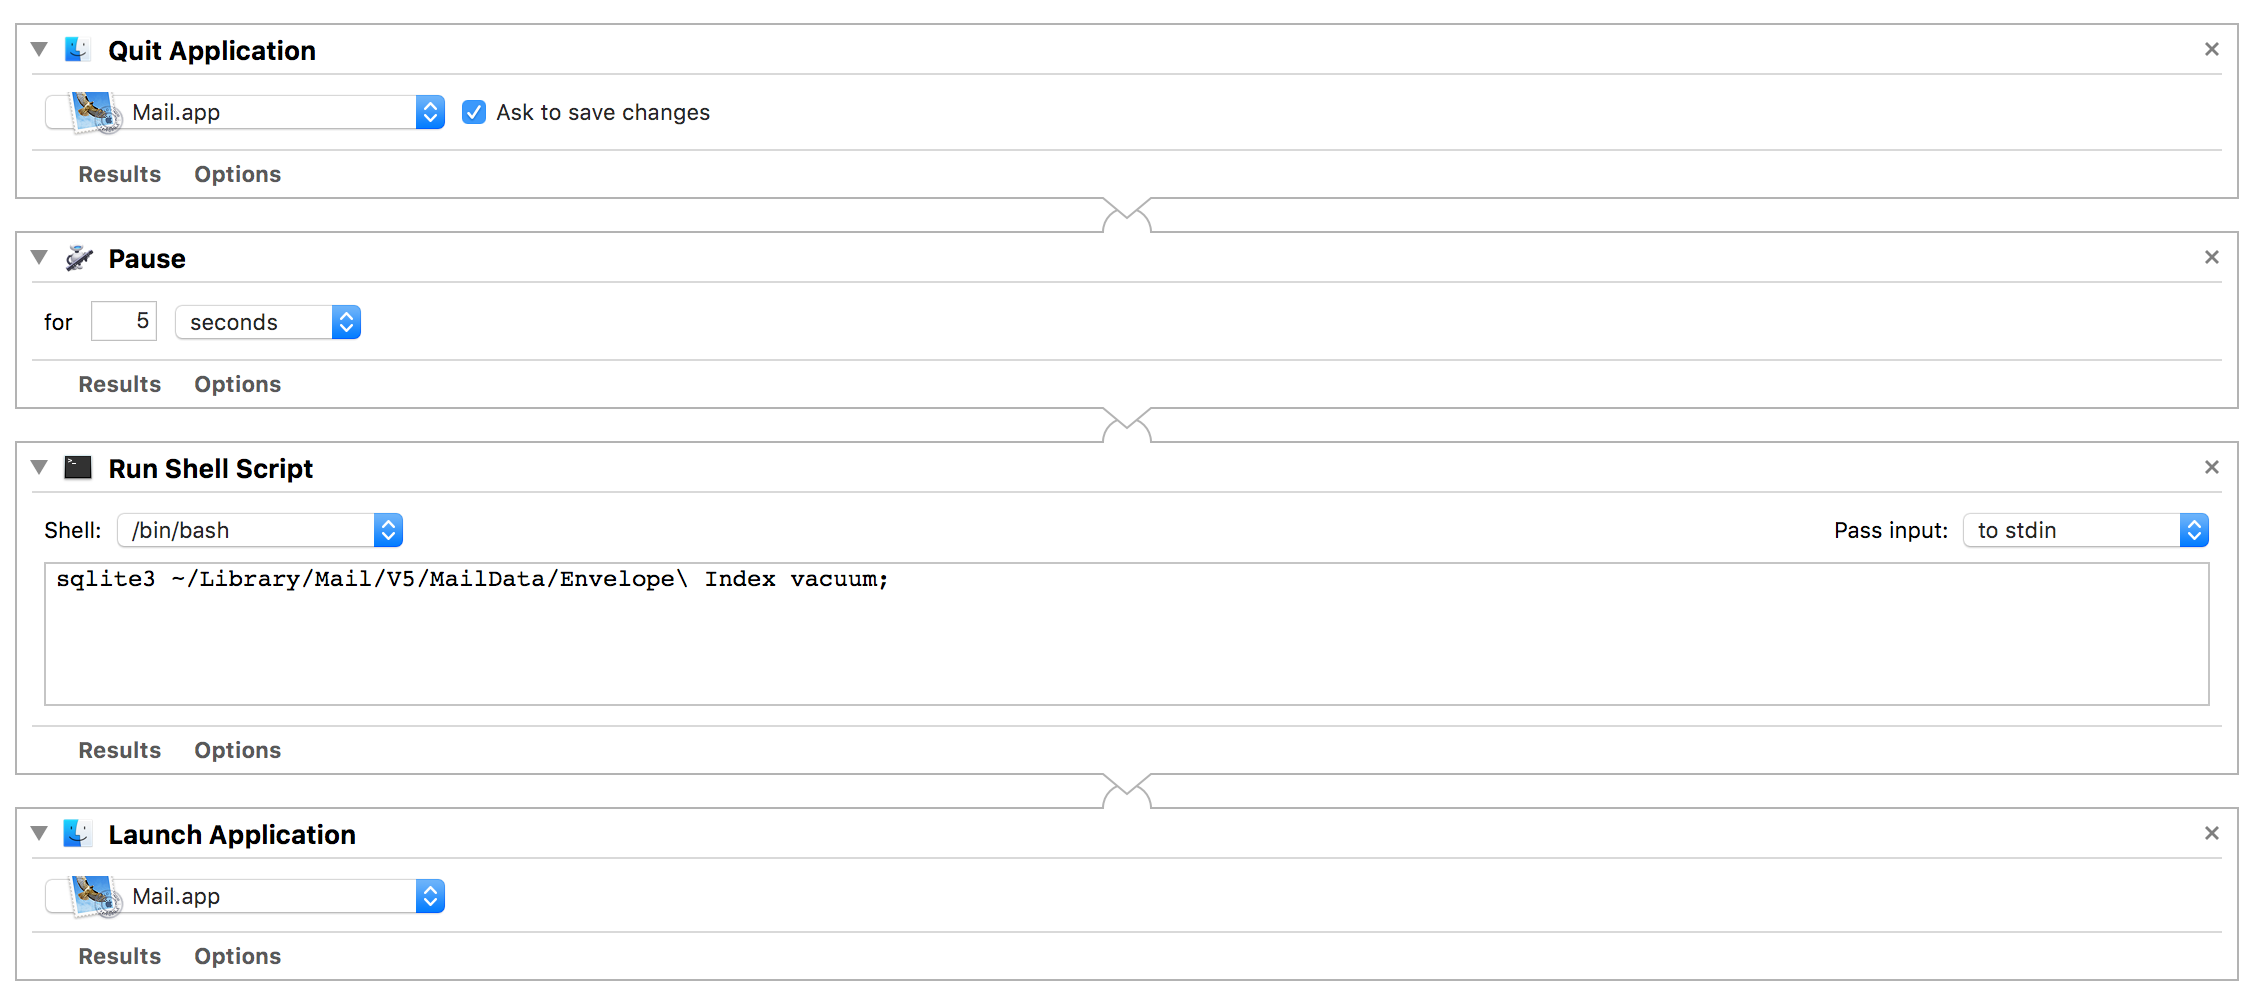 Quit Application
Mail.app Ask to save changes
Results Options
Pause
for 5 seconds
Results Options
Run Shell Script
Shell: /bin/bash Pass input: to stdin
sqlite3 ~/Library/Mail/V5/MailData/Envelope\ Index vacuum;
Results Options
Launch Application
Mail.app
Results Options